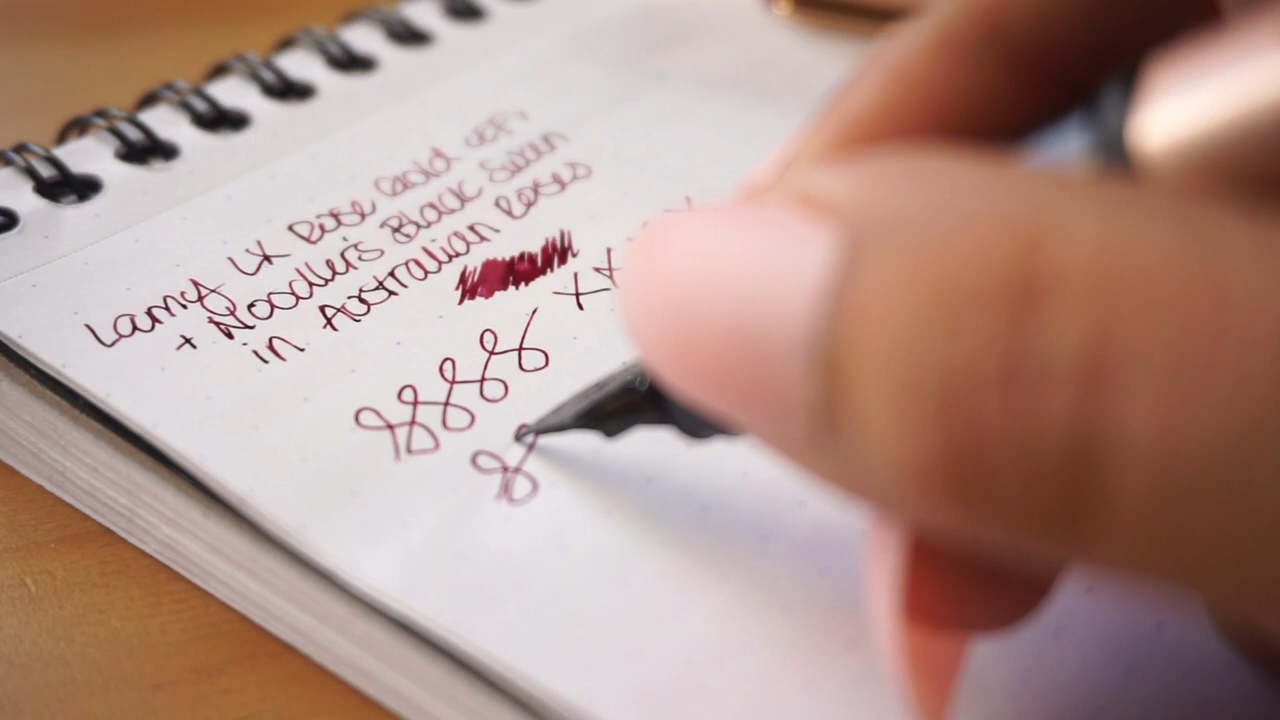 Lamy LX Rose Gold (EF)
+ Noodler's Black Swan
in Australian Roses
x x